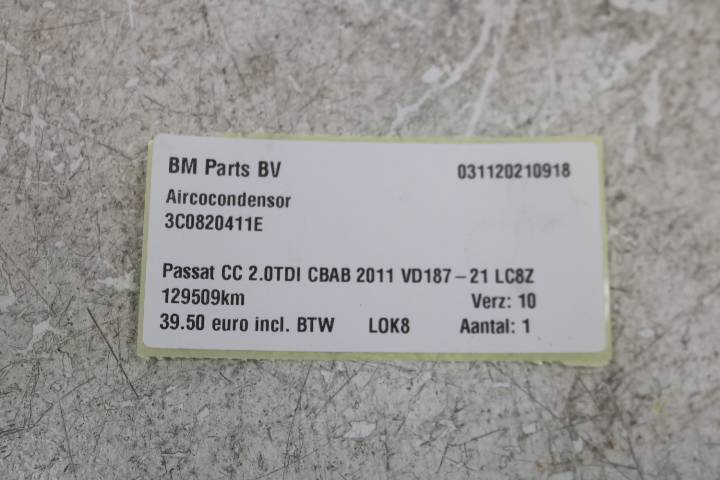 BM Parts BV 031120210918
Aircocondensor
3C0820411E
Passat CC 2.0TDI CBAB 2011 VD187-21 LC8Z
129509km Verz: 10
39.50 euro incl. BTW LOK8 Aantal: 1